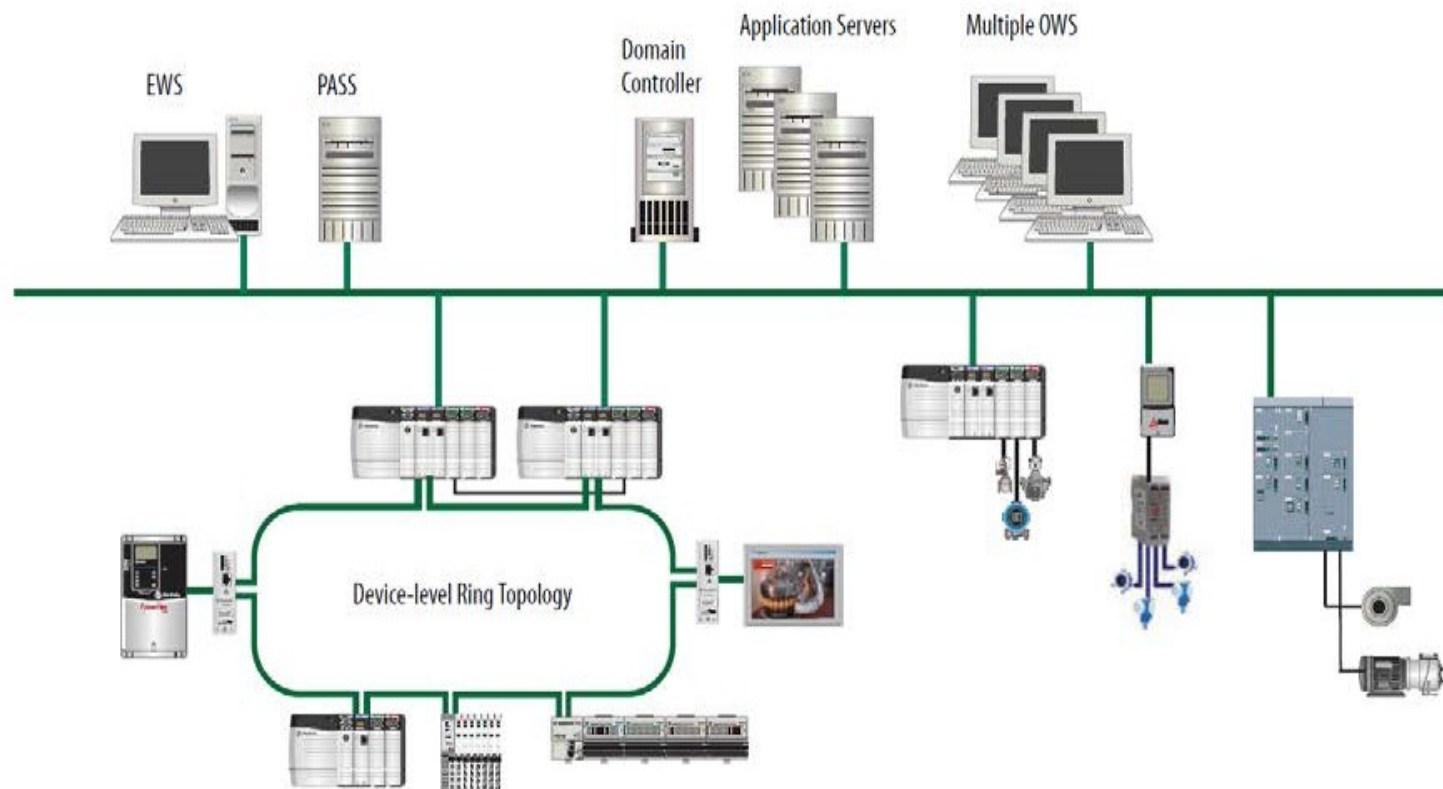 Application Servers
Multiple OWS
Domain
Controller
EWS
PASS
Device-level Ring Topology